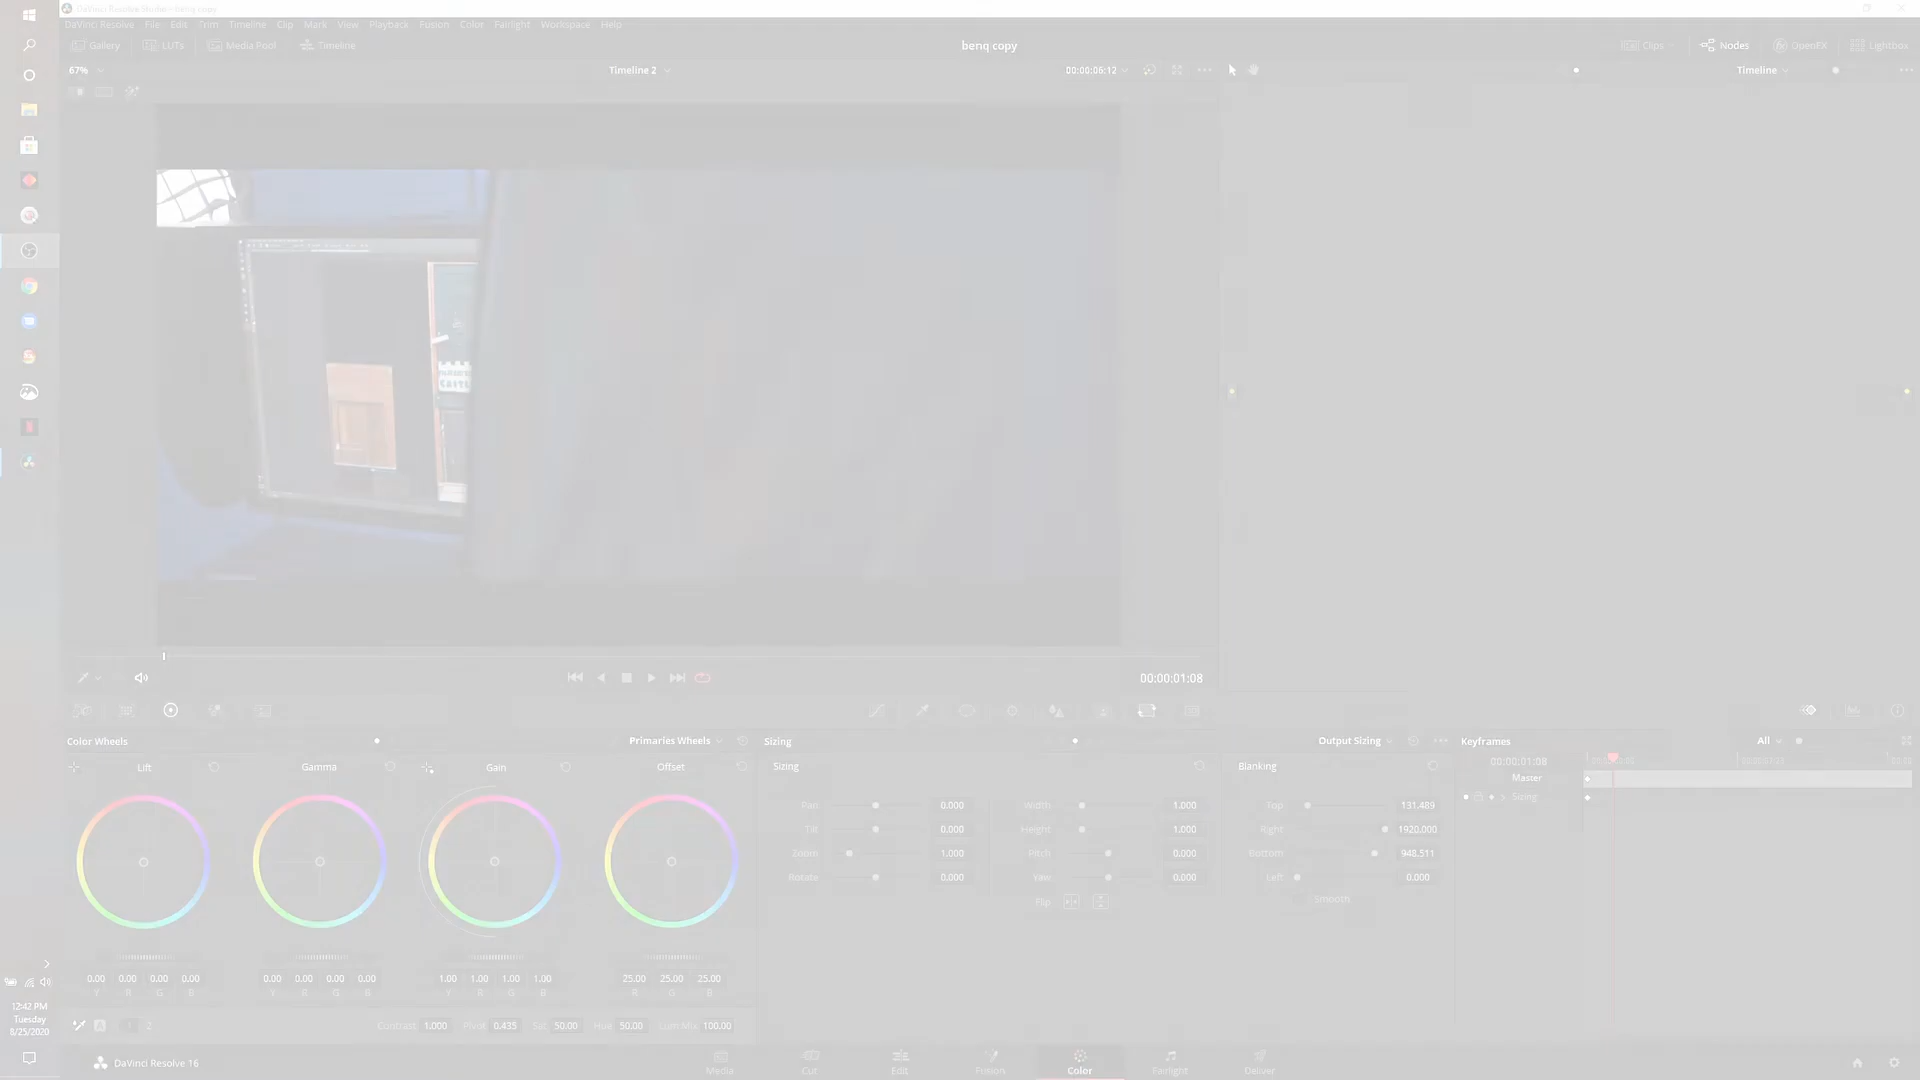 DaVinci Resolve Studio - benq copy
DaVinci Resolve File Edit Trim Timeline Clip Mark View Playback Fusion Color Fairlight Workspace Help
Gallery LUTs Media Pool Timeline benq copy Clips Nodes OpenFX Lightbox
67% Timeline 2 00:00:06:12 Timeline
00:00:01:08
Color Wheels Primaries Wheels Sizing Output Sizing Keyframes All
Lift Gamma Gain Offset Sizing Blanking 00:00:01:08
Master
Sizing
Pan 0.000 Width 1.000 Top 131.489
Tilt 0.000 Height 1.000 Right 1920.000
Zoom 1.000 Pitch 0.000 Bottom 948.511
Rotate 0.000 Yaw 0.000 Left 0.000
Flip Smooth
0.00 0.00 0.00 0.00 0.00 0.00 0.00 0.00 1.00 1.00 1.00 1.00 25.00 25.00 25.00
Y R G B Y R G B Y R G B R G B
A 1 2 Contrast 1.000 Pivot 0.435 Sat 50.00 Hue 50.00 Lum Mix 100.00
12:42 PM
Tuesday
8/25/2020
DaVinci Resolve 16
Media Cut Edit Fusion Color Fairlight Deliver